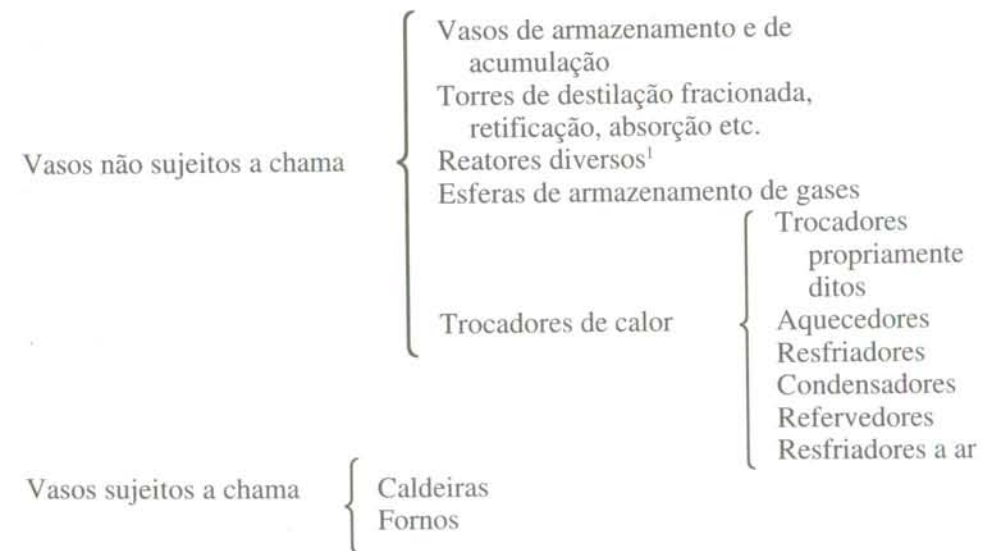 Vasos de armazenamento e de
acumulação
Torres de destilação fracionada,
retificação, absorção etc.
Vasos não sujeitos a chama
Reatores diversos¹
Esferas de armazenamento de gases
Trocadores
propriamente
ditos
Trocadores de calor
Aquecedores
Resfriadores
Condensadores
Refervedores
Resfriadores a ar
Vasos sujeitos a chama
Caldeiras
Fornos